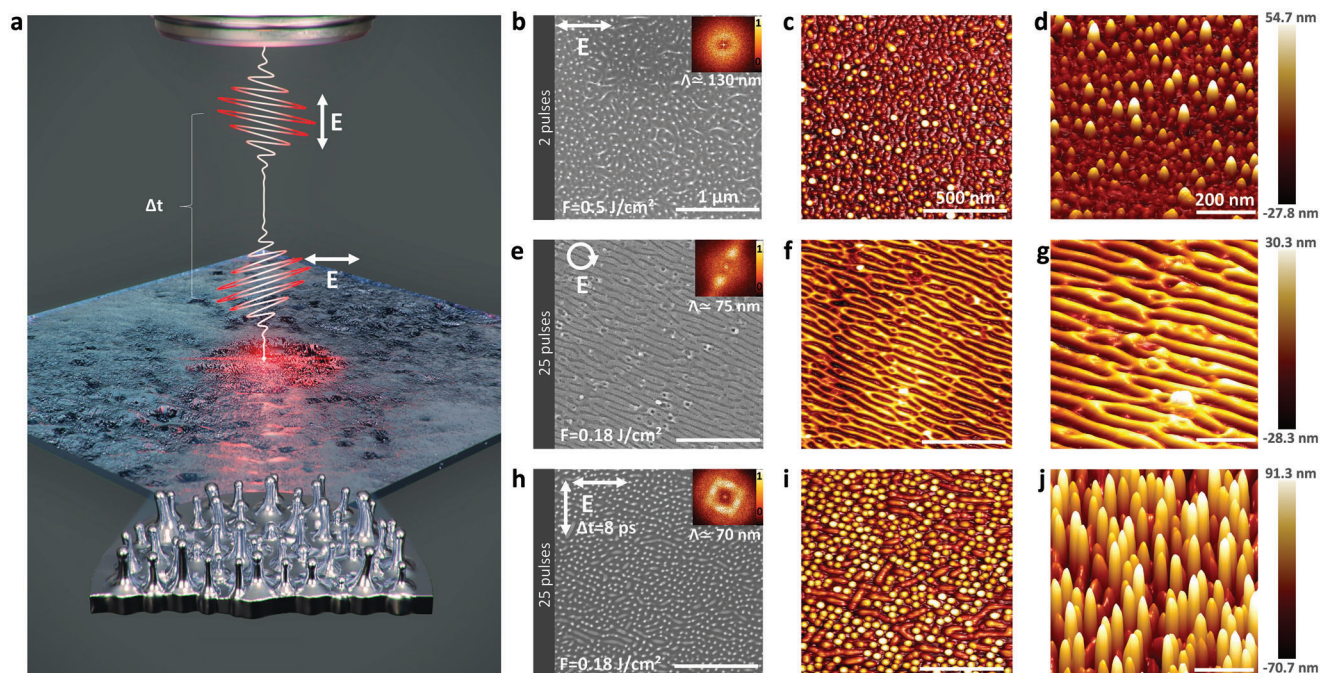 a
E
Δt
E
b
E
1
0
Λ≃ 130 nm
2 pulses
F=0.5 J/cm²
1 µm
c
500 nm
d
200 nm
54.7 nm
-27.8 nm
e
E
1
0
Λ≃ 75 nm
25 pulses
F=0.18 J/cm²
f
g
30.3 nm
-28.3 nm
h
E
Δt=8 ps
1
0
Λ≃ 70 nm
25 pulses
F=0.18 J/cm²
i
j
91.3 nm
-70.7 nm